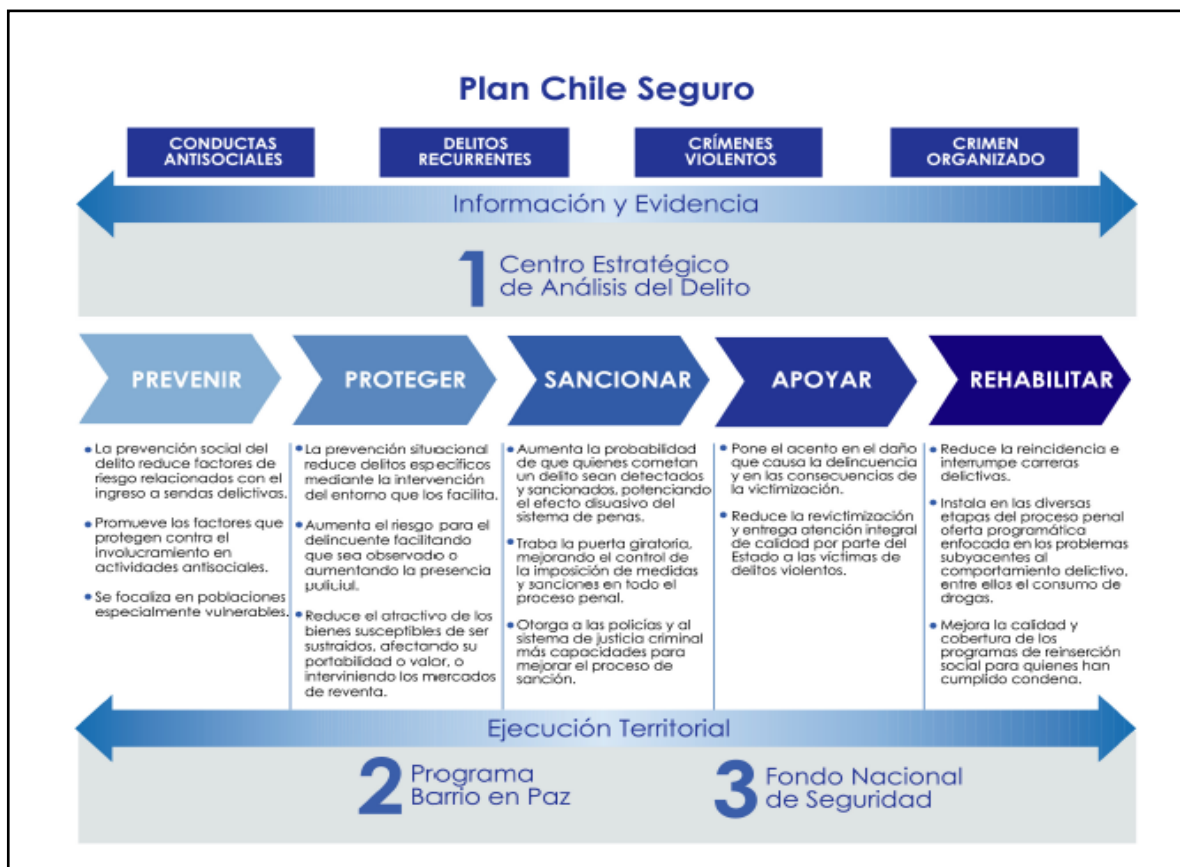 Plan Chile Seguro
CONDUCTAS
ANTISOCIALES
DELITOS
RECURRENTES
CRÍMENES
VIOLENTOS
CRIMEN
ORGANIZADO
Información y Evidencia
1 Centro Estratégico
de Análisis del Delito
PREVENIR
PROTEGER
SANCIONAR
APOYAR
REHABILITAR
• La prevención social del
delito reduce factores de
riesgo relacionados con el
ingreso a sendas delictivas.
• Promueve los factores que
protegen contra el
involucramiento en
actividades antisociales.
• Se focaliza en poblaciones
especialmente vulnerables.
• La prevención situacional
reduce delitos específicos
mediante la intervención
del entorno que los facilita.
• Aumenta el riesgo para el
delincuente facilitando
que sea observado o
aumentando la presencia
policial.
• Reduce el atractivo de los
bienes susceptibles de ser
sustraídos, afectando su
portabilidad o valor, o
interviniendo los mercados
de reventa.
• Aumenta la probabilidad
de que quienes cometan
un delito sean detectados
y sancionados, potenciando
el efecto disuasivo del
sistema de penas.
• Traba la puerta giratoria,
mejorando el control de
la imposición de medidas
y sanciones en todo el
proceso penal.
• Otorga a las policías y al
sistema de justicia criminal
más capacidades para
mejorar el proceso de
sanción.
• Pone el acento en el daño
que causa la delincuencia
y en las consecuencias de
la victimización.
• Reduce la revictimización
y entrega atención integral
de calidad por parte del
Estado a las víctimas de
delitos violentos.
• Reduce la reincidencia e
interrumpe carreras
delictivas.
• Instala en las diversas
etapas del proceso penal
oferta programática
enfocada en los problemas
subyacentes al
comportamiento delictivo,
entre ellos el consumo de
drogas.
• Mejora la calidad y
cobertura de los
programas de reinserción
social para quienes han
cumplido condena.
Ejecución Territorial
2 Programa
Barrio en Paz
3 Fondo Nacional
de Seguridad